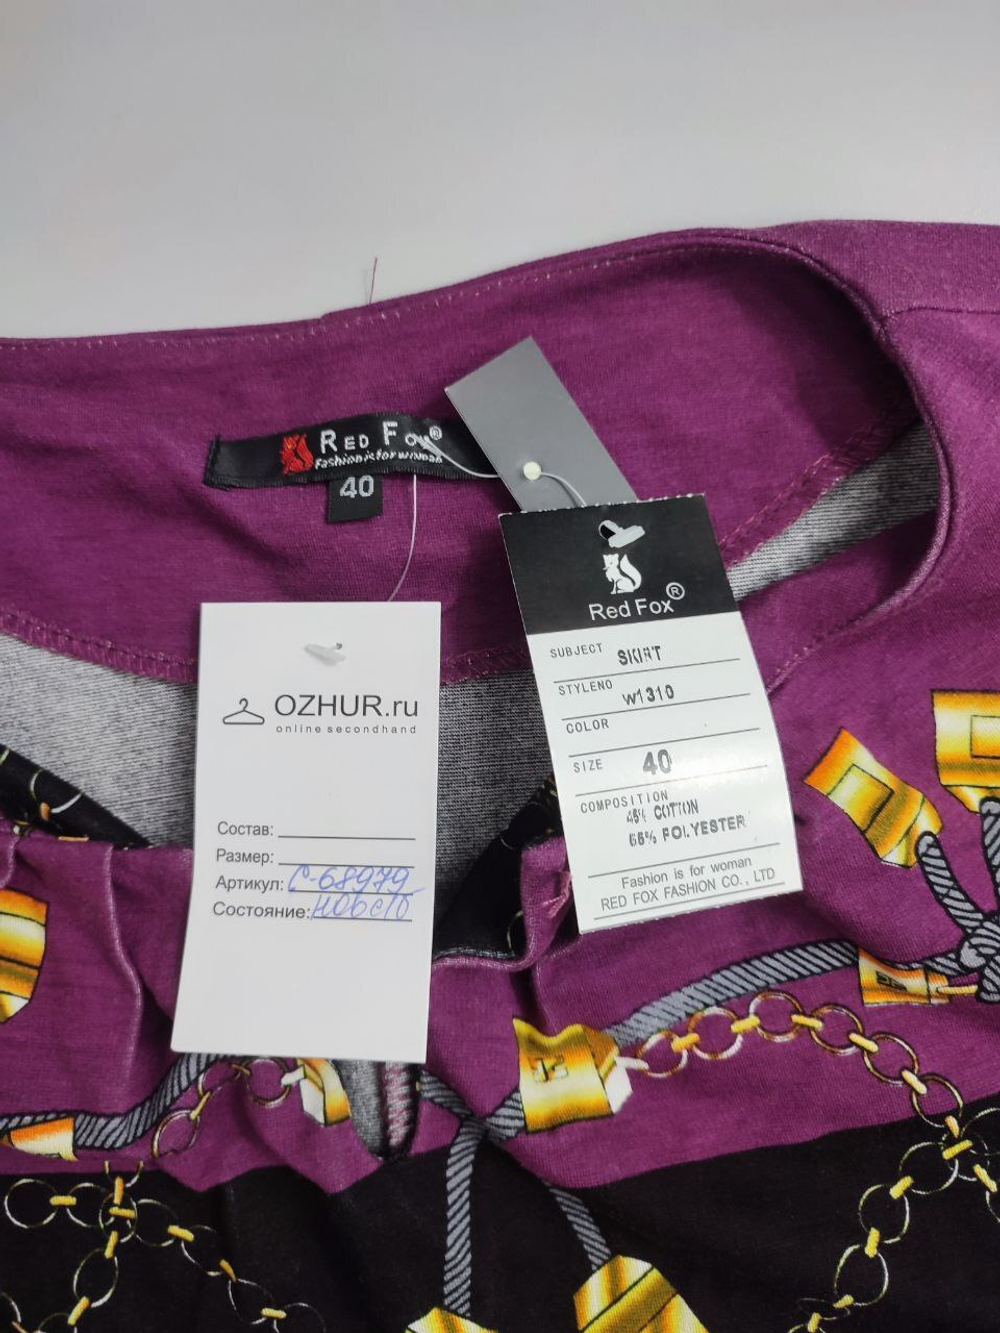 RED FOX®
Fashion is for woman
40
Red Fox®
SUBJECT SKIRT
STYLENO W1310
COLOR
SIZE 40
COMPOSITION
45% COTTON
55% POLYESTER
Fashion is for woman
RED FOX FASHION CO., LTD
OZHUR.ru
online secondhand
Состав:
Размер:
Артикул: С-68979
Состояние: нов с/б